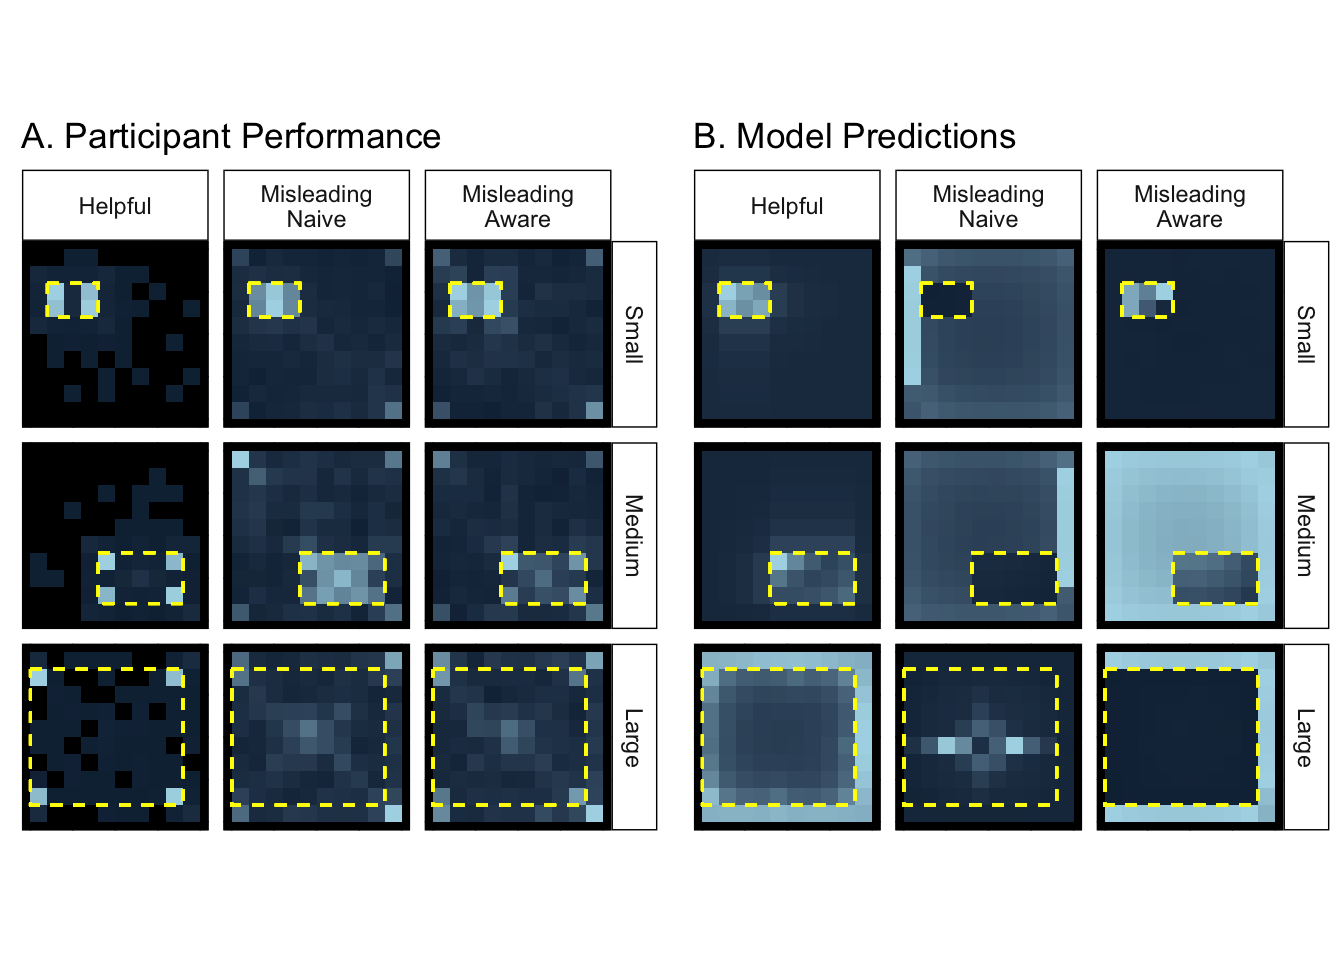 A. Participant Performance
B. Model Predictions
Helpful
Misleading
Naive
Misleading
Aware
Helpful
Misleading
Naive
Misleading
Aware
Small
Small
Medium
Medium
Large
Large